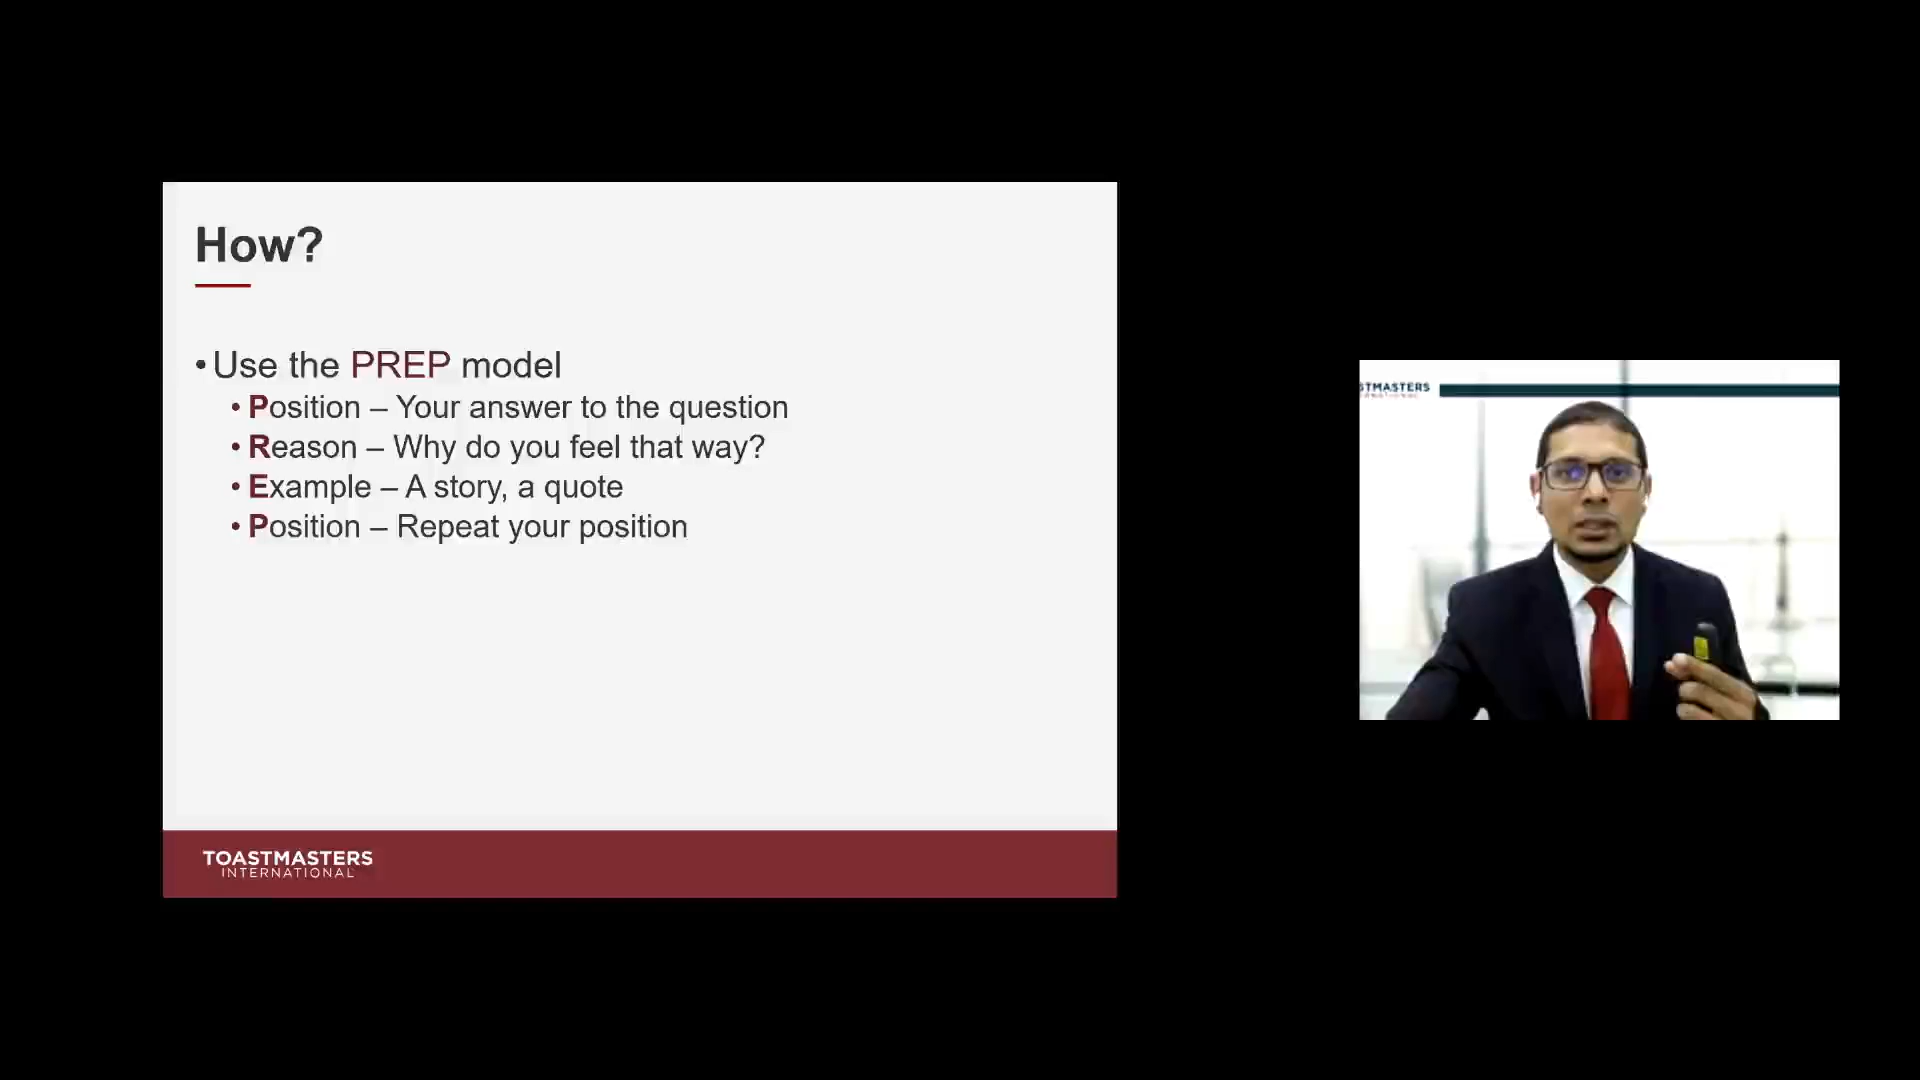 How?
• Use the PREP model
• Position – Your answer to the question
• Reason – Why do you feel that way?
• Example – A story, a quote
• Position – Repeat your position
TOASTMASTERS
INTERNATIONAL
STMASTERS